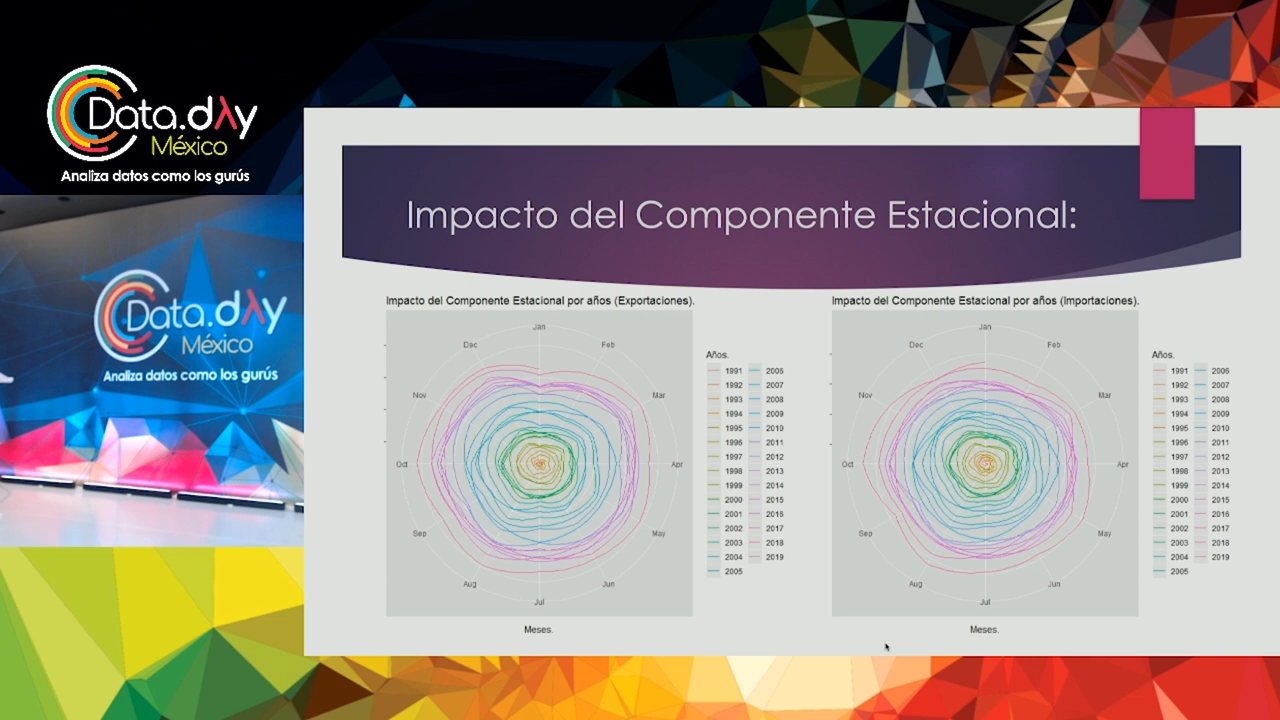 Data.dAy
México
Analiza datos como los gurús
Data.dAy
México
Analiza datos como los gurús
Impacto del Componente Estacional:
Impacto del Componente Estacional por años (Exportaciones).
Jan
Feb
Mar
Apr
May
Jun
Jul
Aug
Sep
Oct
Nov
Dec
Meses.
Años.
1991 2006
1992 2007
1993 2008
1994 2009
1995 2010
1996 2011
1997 2012
1998 2013
1999 2014
2000 2015
2001 2016
2002 2017
2003 2018
2004 2019
2005
Impacto del Componente Estacional por años (Importaciones).
Jan
Feb
Mar
Apr
May
Jun
Jul
Aug
Sep
Oct
Nov
Dec
Meses.
Años.
1991 2006
1992 2007
1993 2008
1994 2009
1995 2010
1996 2011
1997 2012
1998 2013
1999 2014
2000 2015
2001 2016
2002 2017
2003 2018
2004 2019
2005